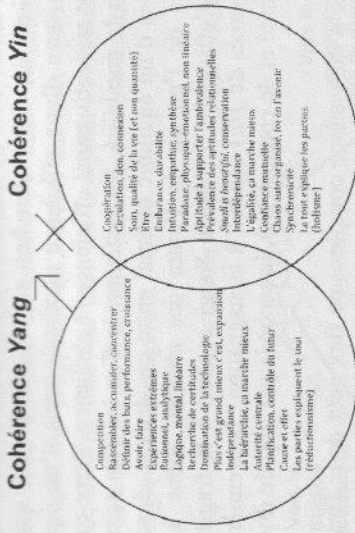 Cohérence Yang
Compétition
Rassembler, accumuler, concentrer
Définir des buts, performance, croissance
Avoir, faire
Expériences extrêmes
Rationnel, analytique
Logique, mental, linéaire
Recherche de certitudes
Domination de la technologie
Plus c'est grand, mieux c'est, expansion
Indépendance
La hiérarchie, ça marche mieux
Autorité centrale
Planification, contrôle du futur
Cause et effet
Les parties expliquent le tout
(réductionnisme)
Cohérence Yin
Coopération
Circulation, don, connexion
Soin, qualité de la vie (et non quantité)
Être
Endurance, durabilité
Intuition, empathie, synthèse
Paradoxe, physique-émotionnel, non linéaire
Aptitude à supporter l'ambivalence
Prévalence des aptitudes relationnelles
Small is beautiful, conservation
Interdépendance
L'égalité, ça marche mieux
Confiance mutuelle
Chaos auto-organisé, foi en l'avenir
Synchronicité
Le tout explique les parties
(holisme)